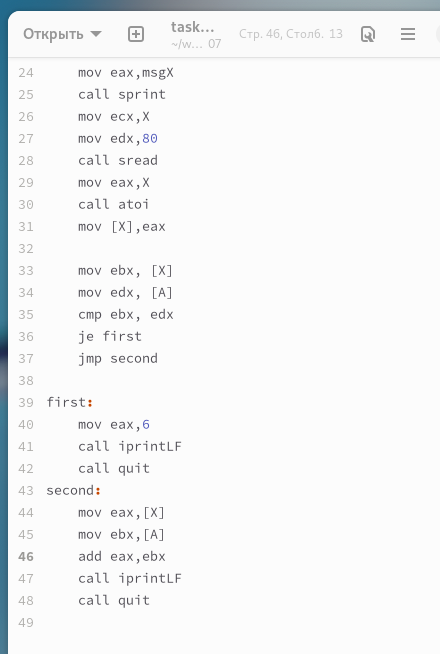 Открыть
task...
~/w... 07
Стр. 46, Столб. 13
24 mov eax,msgX
25 call sprint
26 mov ecx,X
27 mov edx,80
28 call sread
29 mov eax,X
30 call atoi
31 mov [X],eax
32
33 mov ebx, [X]
34 mov edx, [A]
35 cmp ebx, edx
36 je first
37 jmp second
38
39 first:
40 mov eax,6
41 call iprintLF
42 call quit
43 second:
44 mov eax,[X]
45 mov ebx,[A]
46 add eax,ebx
47 call iprintLF
48 call quit
49